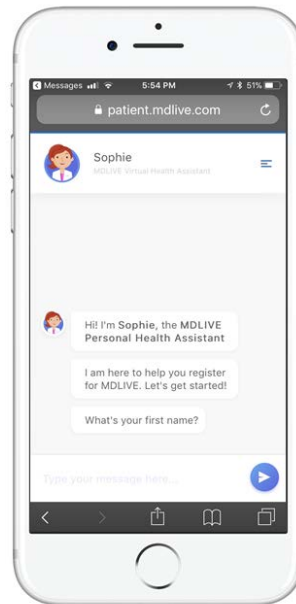 Messages
5:54 PM
51%
patient.mdlive.com
Sophie
MDLIVE Virtual Health Assistant
Hi! I'm Sophie, the MDLIVE
Personal Health Assistant
I am here to help you register
for MDLIVE. Let's get started!
What's your first name?
Type your message here...